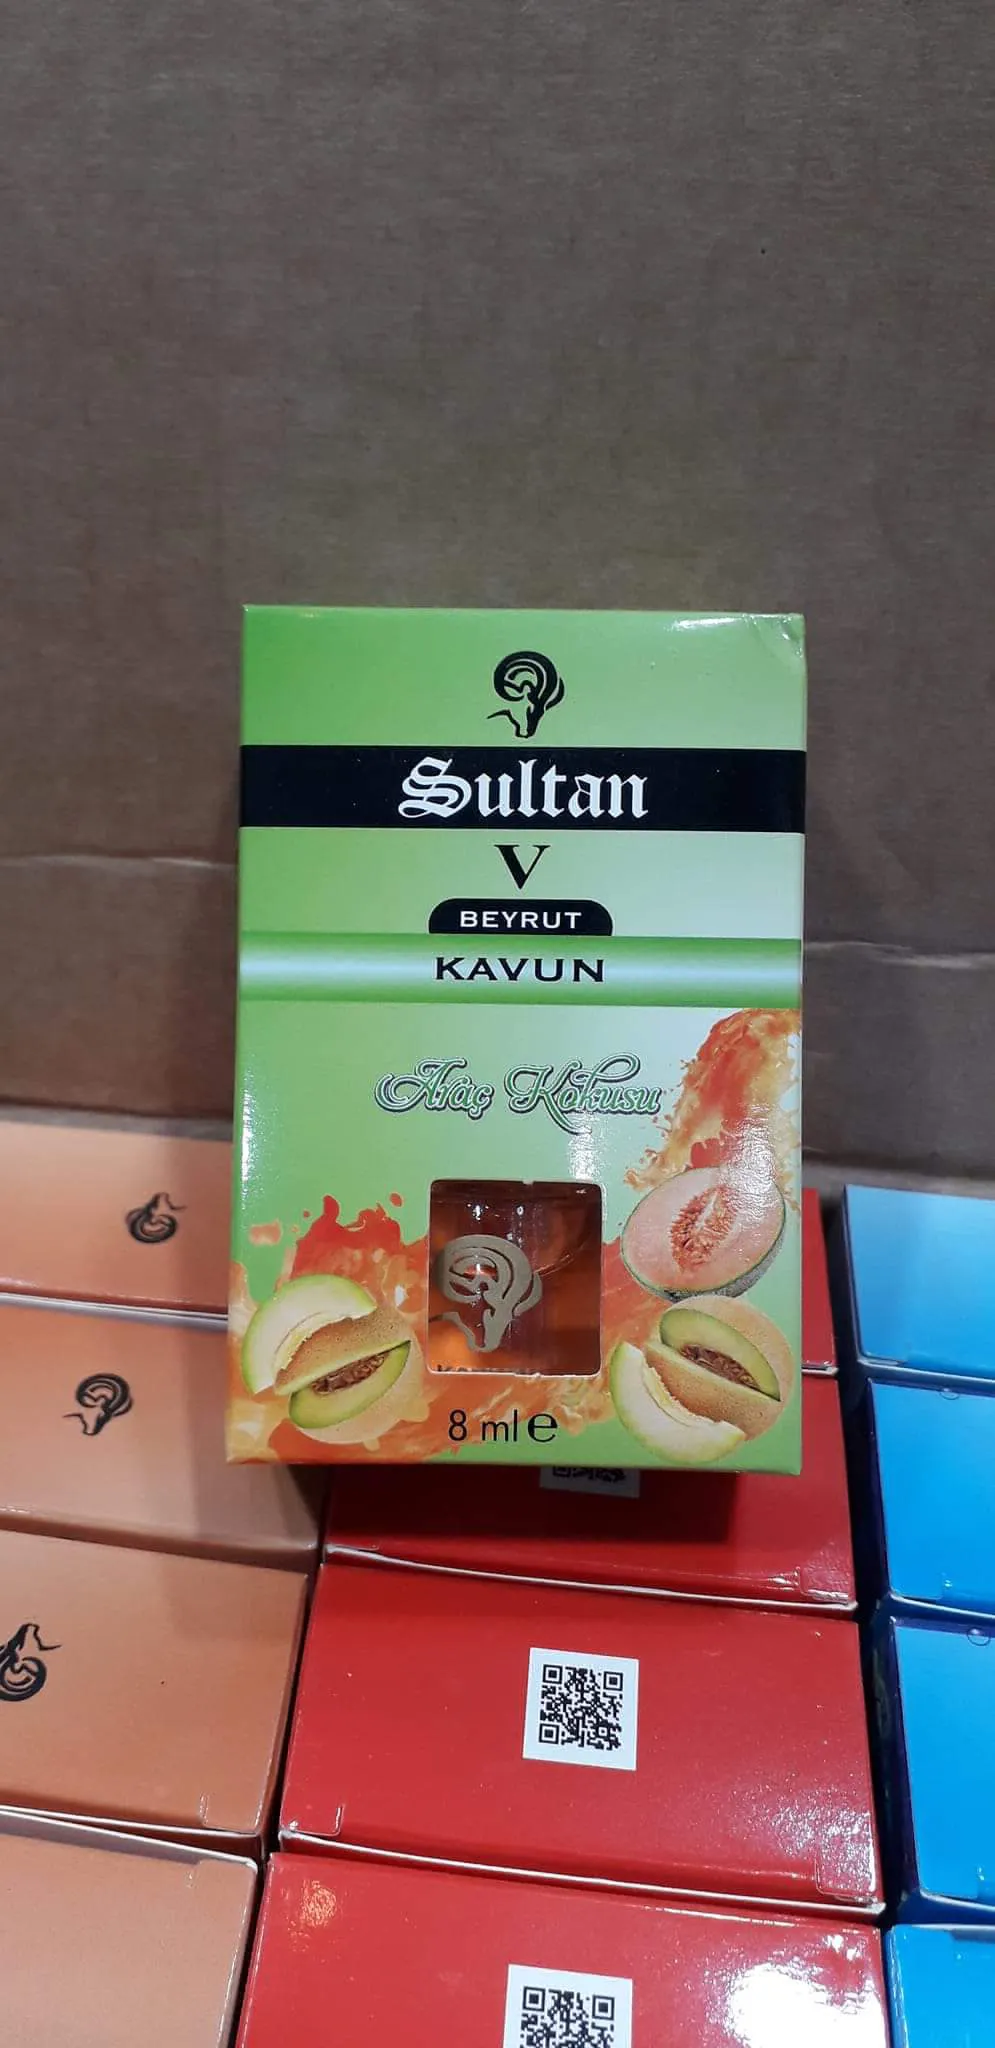 Sultan
V
BEYRUT
KAVUN
Araç Kokusu
8 ml e